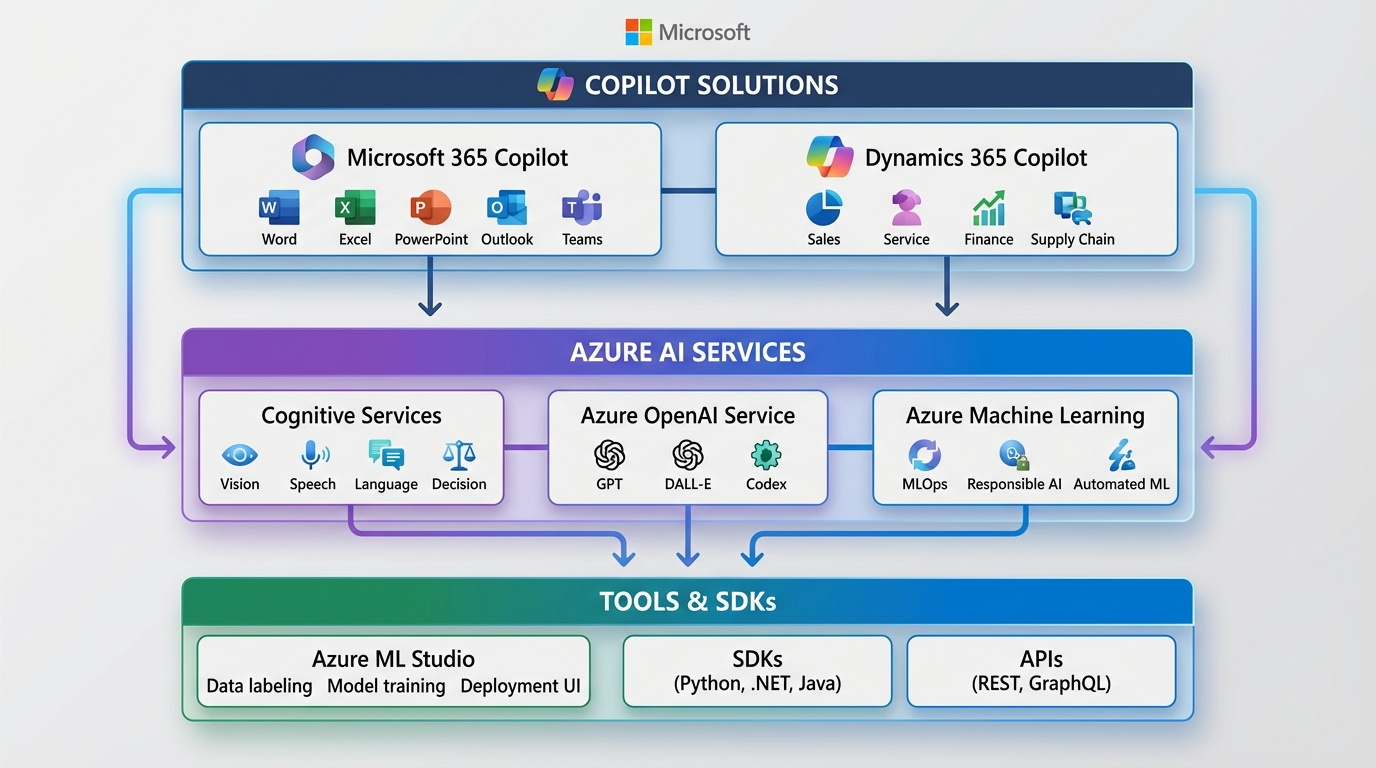 Microsoft
COPILOT SOLUTIONS
Microsoft 365 Copilot
W X P O T
Word Excel PowerPoint Outlook Teams
Dynamics 365 Copilot
Sales Service Finance Supply Chain
AZURE AI SERVICES
Cognitive Services
Vision Speech Language Decision
Azure OpenAI Service
GPT DALL-E Codex
Azure Machine Learning
MLOps Responsible AI Automated ML
TOOLS & SDKs
Azure ML Studio
Data labeling Model training Deployment UI
SDKs
(Python, .NET, Java)
APIs
(REST, GraphQL)